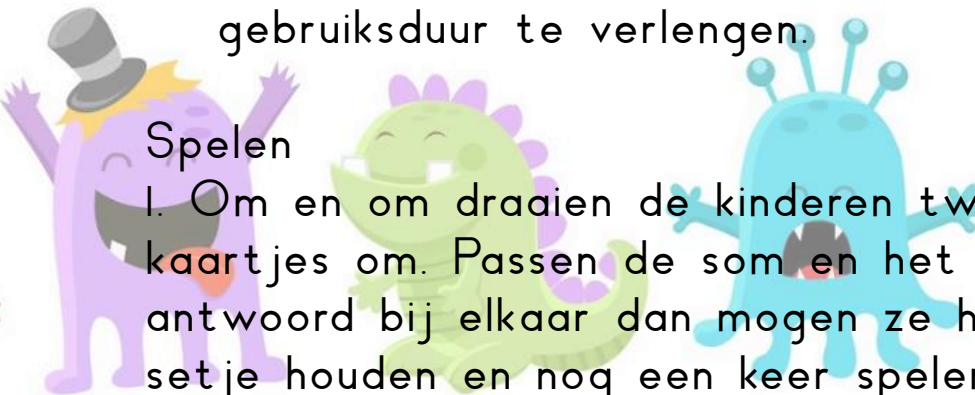 gebruiksduur te verlengen.
Spelen
1. Om en om draaien de kinderen tw
kaartjes om. Passen de som en het
antwoord bij elkaar dan mogen ze h
setje houden en nog een keer spelen